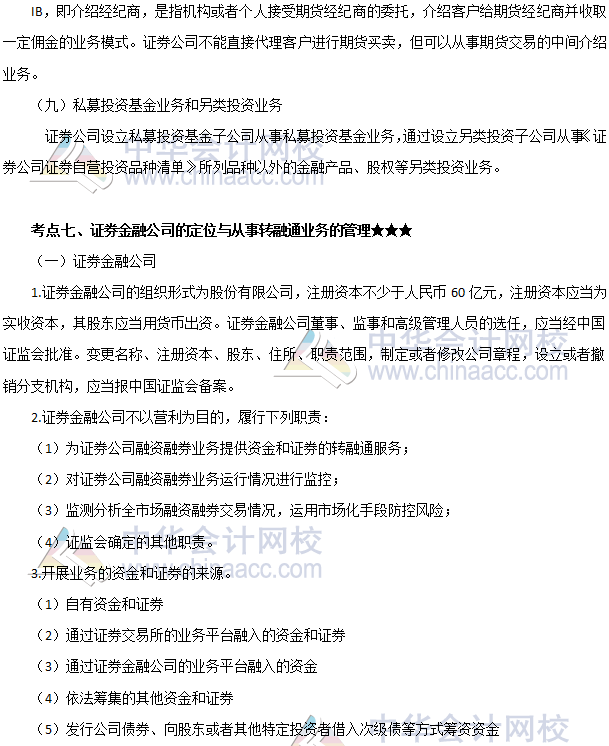 IB，即介绍经纪商，是指机构或者个人接受期货经纪商的委托，介绍客户给期货经纪商并收取
一定佣金的业务模式。证券公司不能直接代理客户进行期货买卖，但可以从事期货交易的中间介绍
业务。
（九）私募投资基金业务和另类投资业务
证券公司设立私募投资基金子公司从事私募投资基金业务，通过设立另类投资子公司从事《证
券公司证券自营投资品种清单》所列品种以外的金融产品、股权等另类投资业务。
中华会计网校
www.chinaacc.com
考点七、证券金融公司的定位与从事转融通业务的管理★★★
（一）证券金融公司
1.证券金融公司的组织形式为股份有限公司，注册资本不少于人民币 60 亿元，注册资本应当为
实收资本，其股东应当用货币出资。证券金融公司董事、监事和高级管理人员的选任，应当经中国
证监会批准。变更名称、注册资本、股东、住所、职责范围，制定或者修改公司章程，设立或者撤
销分支机构，应当报中国证监会备案。
中华会计网校
www.chinaacc.com
2.证券金融公司不以营利为目的，履行下列职责：
（1）为证券公司融资融券业务提供资金和证券的转融通服务；
（2）对证券公司融资融券业务运行情况进行监控；
（3）监测分析全市场融资融券交易情况，运用市场化手段防控风险；
（4）证监会确定的其他职责。
中华会计网校
www.chinaacc.com
3.开展业务的资金和证券的来源。
（1）自有资金和证券
（2）通过证券交易所的业务平台融入的资金和证券
（3）通过证券金融公司的业务平台融入的资金
（4）依法筹集的其他资金和证券
（5）发行公司债券、向股东或者其他特定投资者借入次级债等方式筹资资金
中华会计网校